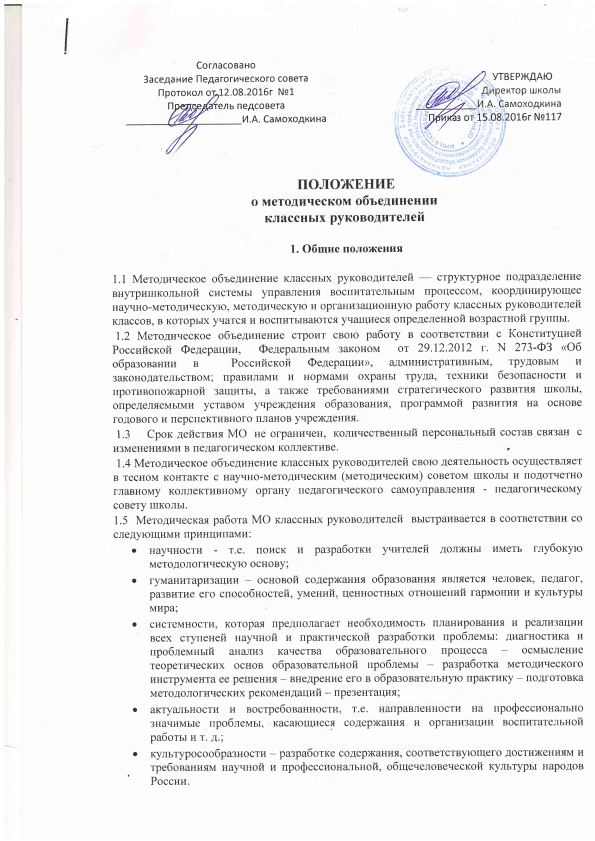 Согласовано
Заседание Педагогического совета
Протокол от 12.08.2016г №1
Председатель педсовета
____________________И.А. Самоходкина
УТВЕРЖДАЮ
Директор школы
___________И.А. Самоходкина
Приказ от 15.08.2016г №117
ПОЛОЖЕНИЕ
о методическом объединении
классных руководителей
1. Общие положения
1.1 Методическое объединение классных руководителей — структурное подразделение
внутришкольной системы управления воспитательным процессом, координирующее
научно-методическую, методическую и организационную работу классных руководителей
классов, в которых учатся и воспитываются учащиеся определенной возрастной группы.
1.2 Методическое объединение строит свою работу в соответствии с Конституцией
Российской Федерации, Федеральным законом от 29.12.2012 г. N 273-ФЗ «Об
образовании в Российской Федерации», административным, трудовым и
законодательством; правилами и нормами охраны труда, техники безопасности и
противопожарной защиты, а также требованиями стратегического развития школы,
определяемыми уставом учреждения образования, программой развития на основе
годового и перспективного планов учреждения.
1.3 Срок действия МО не ограничен, количественный персональный состав связан с
изменениями в педагогическом коллективе.
1.4 Методическое объединение классных руководителей свою деятельность осуществляет
в тесном контакте с научно-методическим (методическим) советом школы и подотчетно
главному коллективному органу педагогического самоуправления - педагогическому
совету школы.
1.5 Методическая работа МО классных руководителей выстраивается в соответствии со
следующими принципами:
• научности - т.е. поиск и разработки учителей должны иметь глубокую
методологическую основу;
• гуманитаризации – основой содержания образования является человек, педагог,
развитие его способностей, умений, ценностных отношений гармонии и культуры
мира;
• системности, которая предполагает необходимость планирования и реализации
всех ступеней научной и практической разработки проблемы: диагностика и
проблемный анализ качества образовательного процесса – осмысление
теоретических основ образовательной проблемы – разработка методического
инструмента ее решения – внедрение его в образовательную практику – подготовка
методологических рекомендаций – презентация;
• актуальности и востребованности, т.е. направленности на профессионально
значимые проблемы, касающиеся содержания и организации воспитательной
работы и т. д.;
• культуросообразности – разработке содержания, соответствующего достижениям и
требованиям научной и профессиональной, общечеловеческой культуры народов
России.